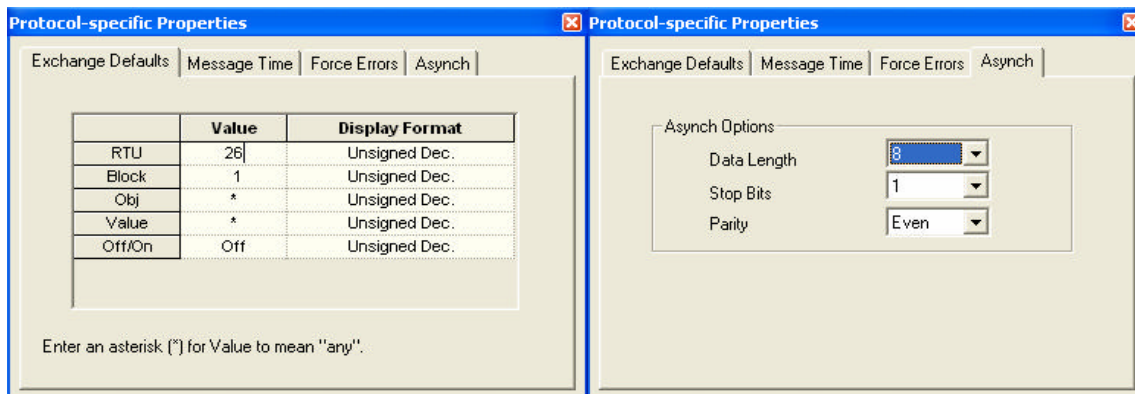 Protocol-specific Properties
Exchange Defaults Message Time Force Errors Asynch
Value Display Format
RTU 26 Unsigned Dec.
Block 1 Unsigned Dec.
Obj * Unsigned Dec.
Value * Unsigned Dec.
Off/On Off Unsigned Dec.
Enter an asterisk (*) for Value to mean "any".
Protocol-specific Properties
Exchange Defaults Message Time Force Errors Asynch
Asynch Options
Data Length 8
Stop Bits 1
Parity Even